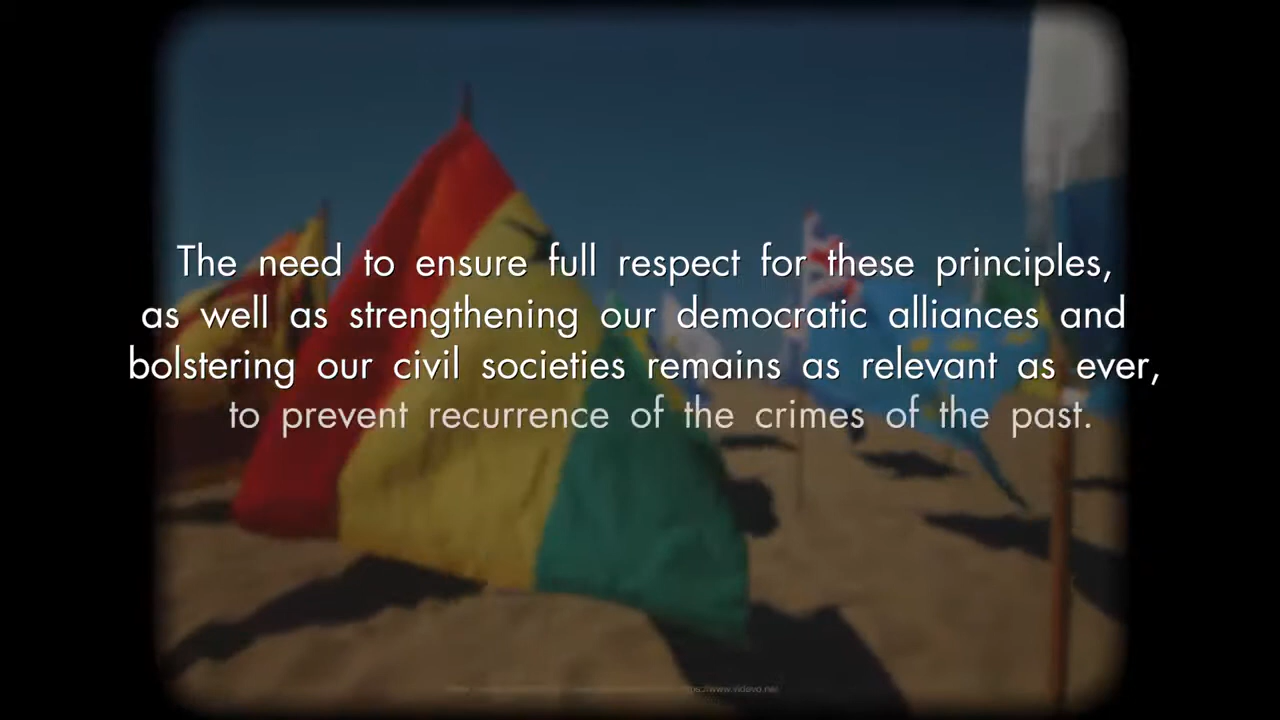 The need to ensure full respect for these principles,
as well as strengthening our democratic alliances and
bolstering our civil societies remains as relevant as ever,
to prevent recurrence of the crimes of the past.